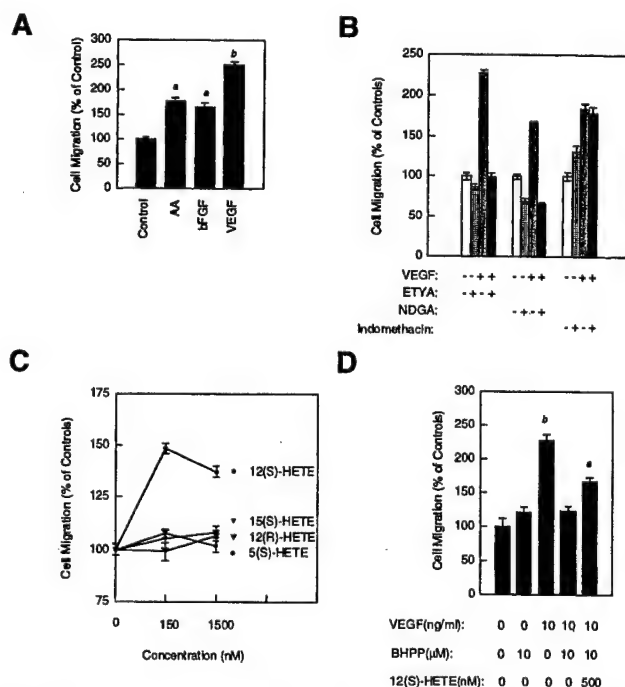 A
Cell Migration (% of Control)
300
250
200
150
100
50
0
a
a
b
Control
AA
bFGF
VEGF
B
Cell Migration (% of Controls)
250
200
150
100
50
0
VEGF: - - + + - - + + - - + +
ETYA: - + - +
NDGA: - + - +
Indomethacin: - + - +
C
Cell Migration (% of Controls)
175
150
125
100
75
12(S)-HETE
15(S)-HETE
12(R)-HETE
5(S)-HETE
0 150 1500
Concentration (nM)
D
Cell Migration (% of Controls)
300
250
200
150
100
50
0
b
a
VEGF(ng/ml): 0 0 10 10 10
BHPP(μM): 0 10 0 10 10
12(S)-HETE(nM): 0 0 0 0 500